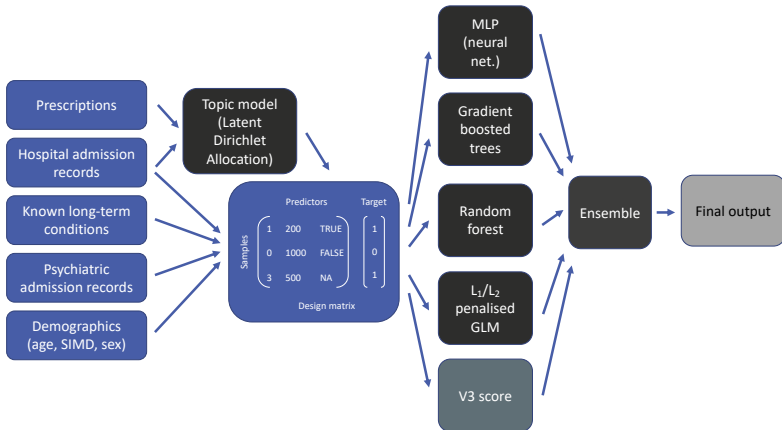 Prescriptions
Hospital admission
records
Known long-term
conditions
Psychiatric
admission records
Demographics
(age, SIMD, sex)
Topic model
(Latent
Dirichlet
Allocation)
Predictors Target
Samples
1 200 TRUE 1
0 1000 FALSE 0
3 500 NA 1
Design matrix
MLP
(neural
net.)
Gradient
boosted
trees
Random
forest
L₁/L₂
penalised
GLM
V3 score
Ensemble
Final output